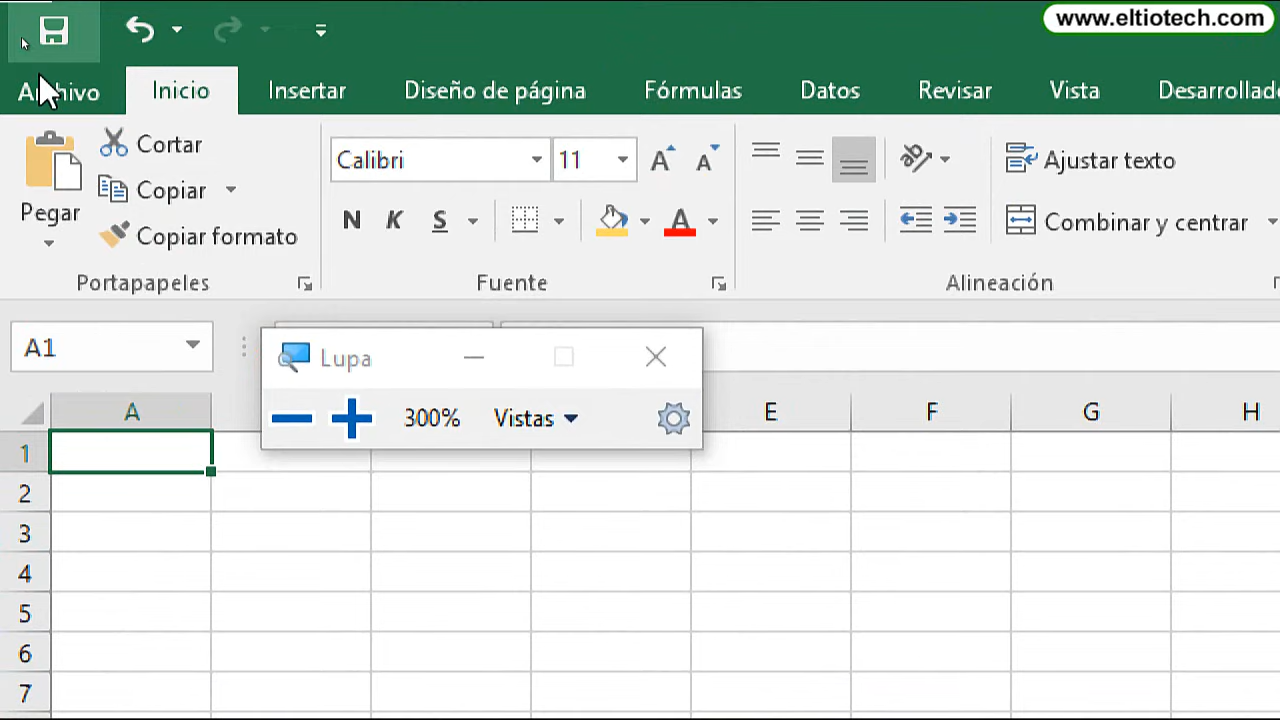 www.eltiotech.com
Archivo Inicio Insertar Diseño de página Fórmulas Datos Revisar Vista
Cortar
Copiar
Copiar formato
Pegar
Portapapeles
Calibri 11
N K S A
Fuente
Ajustar texto
Combinar y centrar
Alineación
A1
Lupa
300% Vistas
A E F G H
1
2
3
4
5
6
7